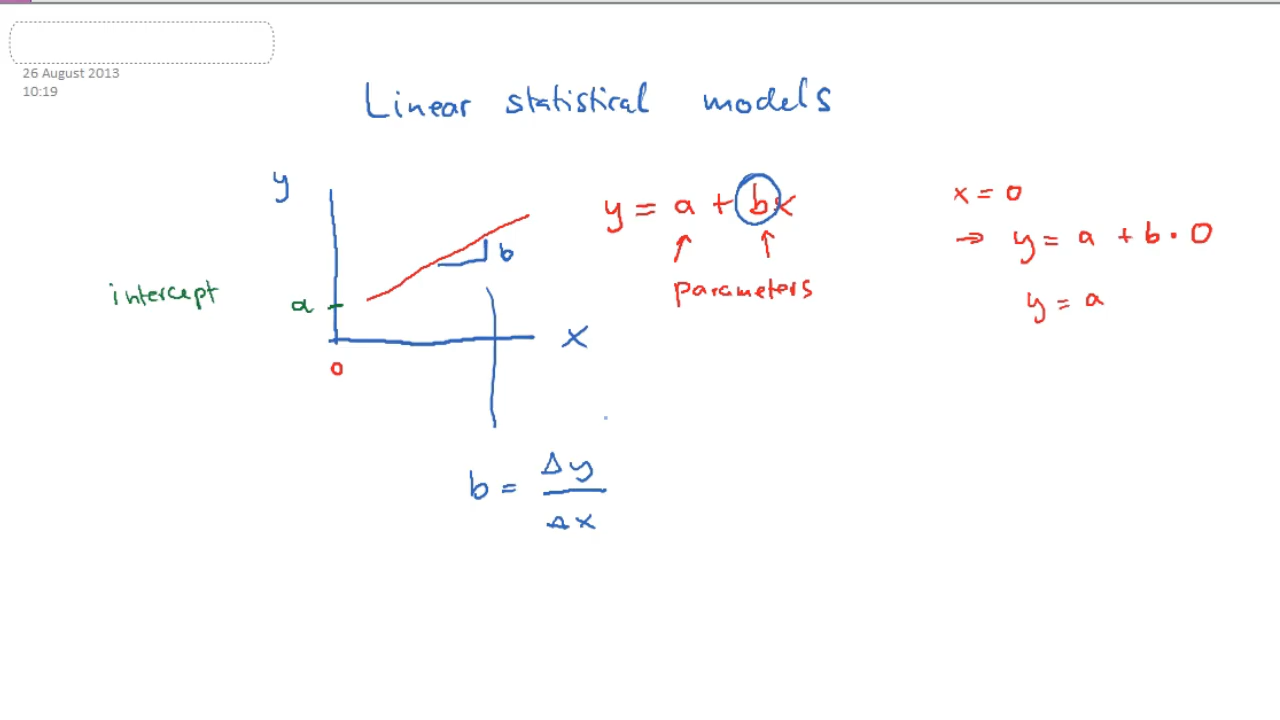 26 August 2013
10:19
Linear statistical models
y
y = a + bx
x = 0
⇒ y = a + b · 0
b
parameters
intercept
a
y = a
x
0
b = Δy / Δx